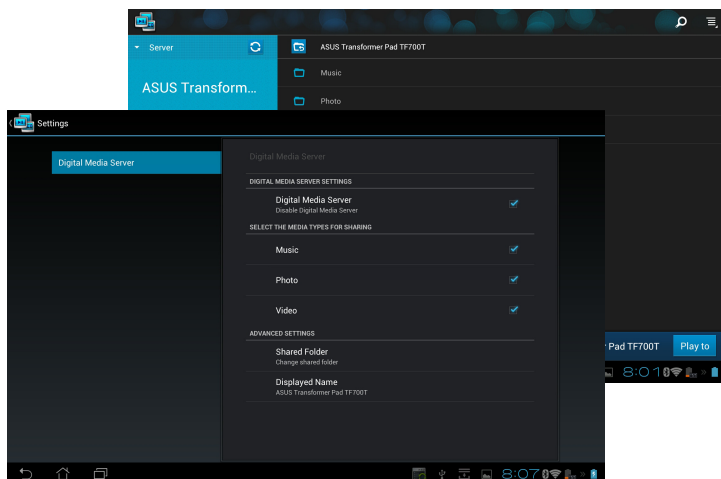 Server
ASUS Transformer Pad TF700T
Music
ASUS Transform...
Photo
Pad TF700T
Play to
8:01
Settings
Digital Media Server
Digital Media Server
DIGITAL MEDIA SERVER SETTINGS
Digital Media Server
Disable Digital Media Server
SELECT THE MEDIA TYPES FOR SHARING
Music
Photo
Video
ADVANCED SETTINGS
Shared Folder
Change shared folder
Displayed Name
ASUS Transformer Pad TF700T
8:07